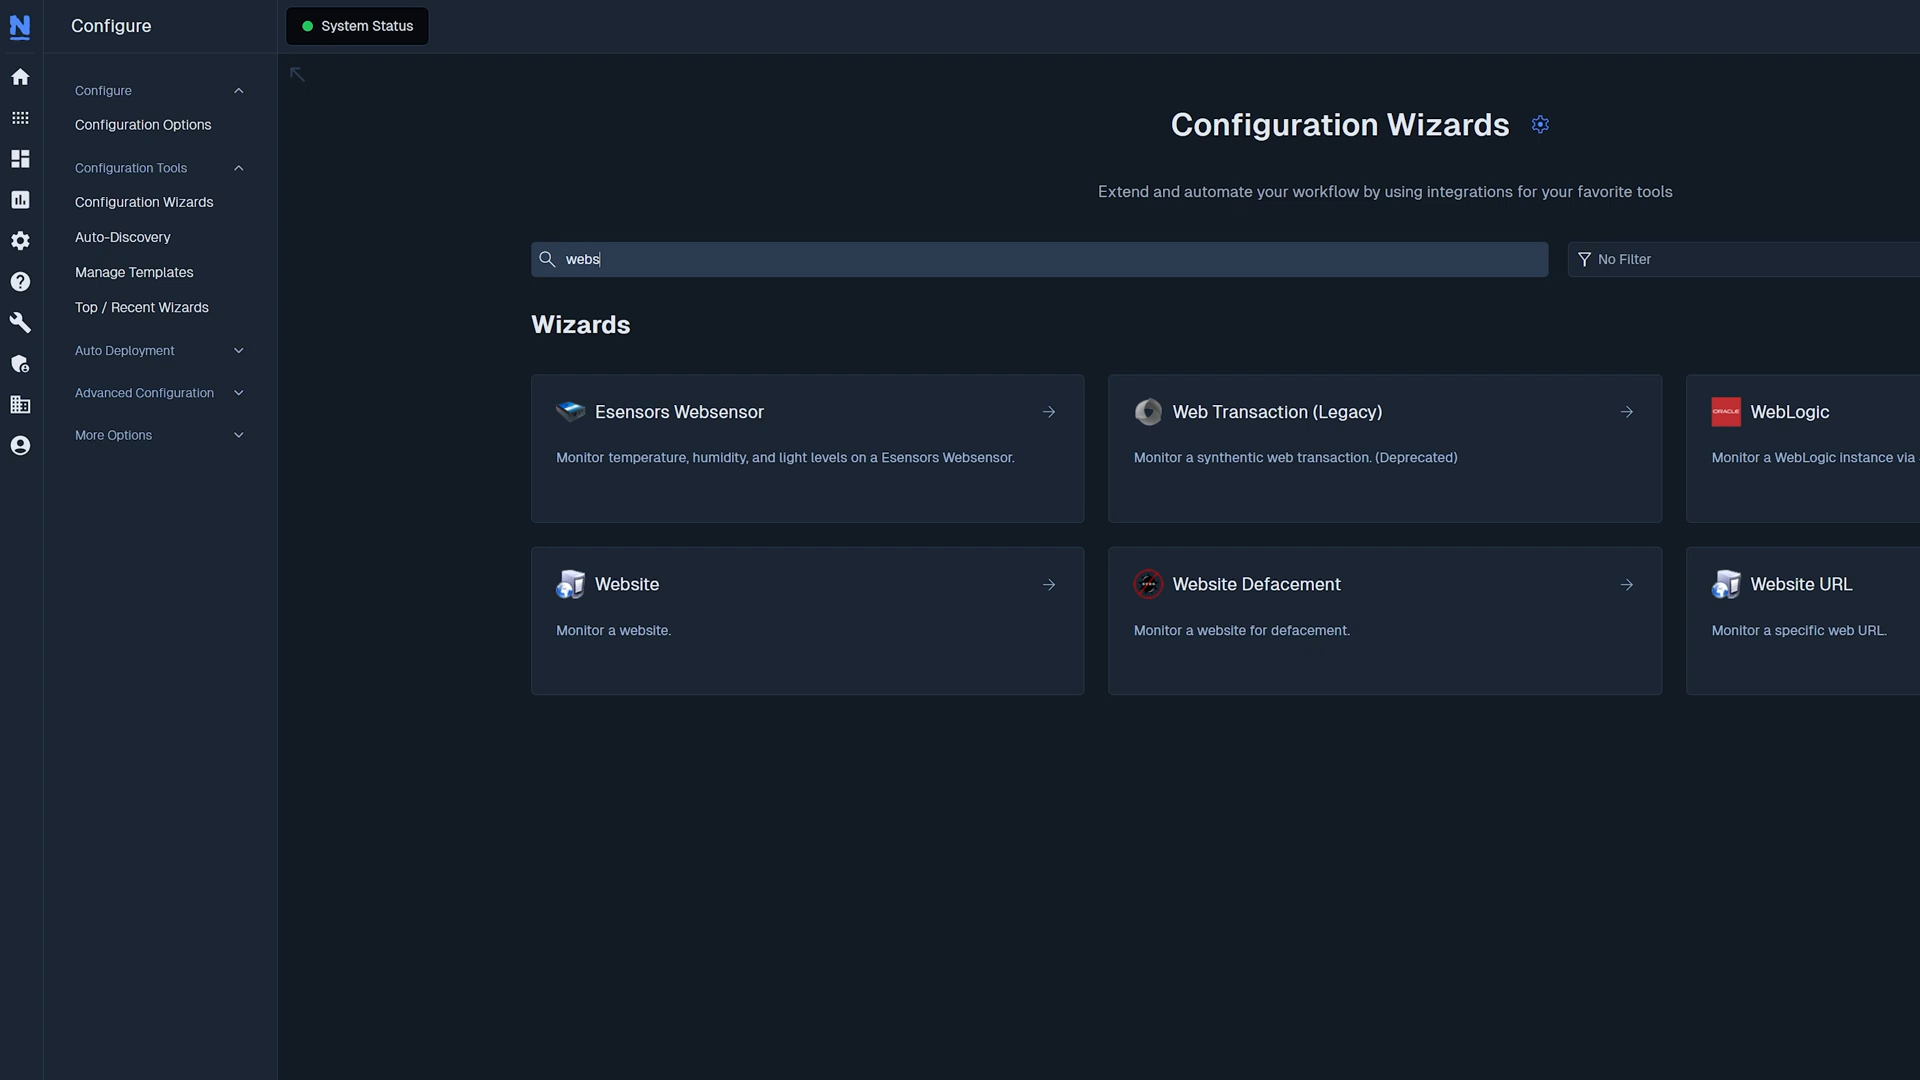 Configure
System Status
Configure
Configuration Options
Configuration Tools
Configuration Wizards
Auto-Discovery
Manage Templates
Top / Recent Wizards
Auto Deployment
Advanced Configuration
More Options
Configuration Wizards
Extend and automate your workflow by using integrations for your favorite tools
webs
No Filter
Wizards
Esensors Websensor
Monitor temperature, humidity, and light levels on a Esensors Websensor.
Web Transaction (Legacy)
Monitor a synthentic web transaction. (Deprecated)
ORACLE
WebLogic
Monitor a WebLogic instance via
Website
Monitor a website.
Website Defacement
Monitor a website for defacement.
Website URL
Monitor a specific web URL.